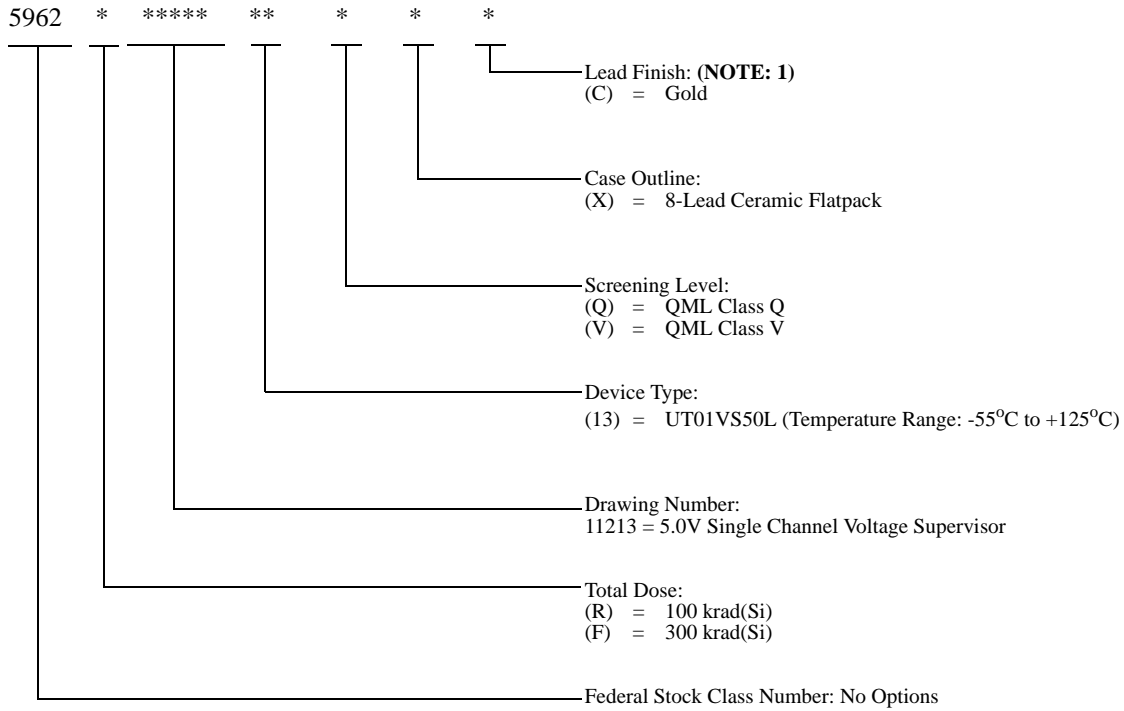 5962 * ***** ** * * *
Lead Finish: (NOTE: 1)
(C) = Gold
Case Outline:
(X) = 8-Lead Ceramic Flatpack
Screening Level:
(Q) = QML Class Q
(V) = QML Class V
Device Type:
(13) = UT01VS50L (Temperature Range: -55°C to +125°C)
Drawing Number:
11213 = 5.0V Single Channel Voltage Supervisor
Total Dose:
(R) = 100 krad(Si)
(F) = 300 krad(Si)
Federal Stock Class Number: No Options